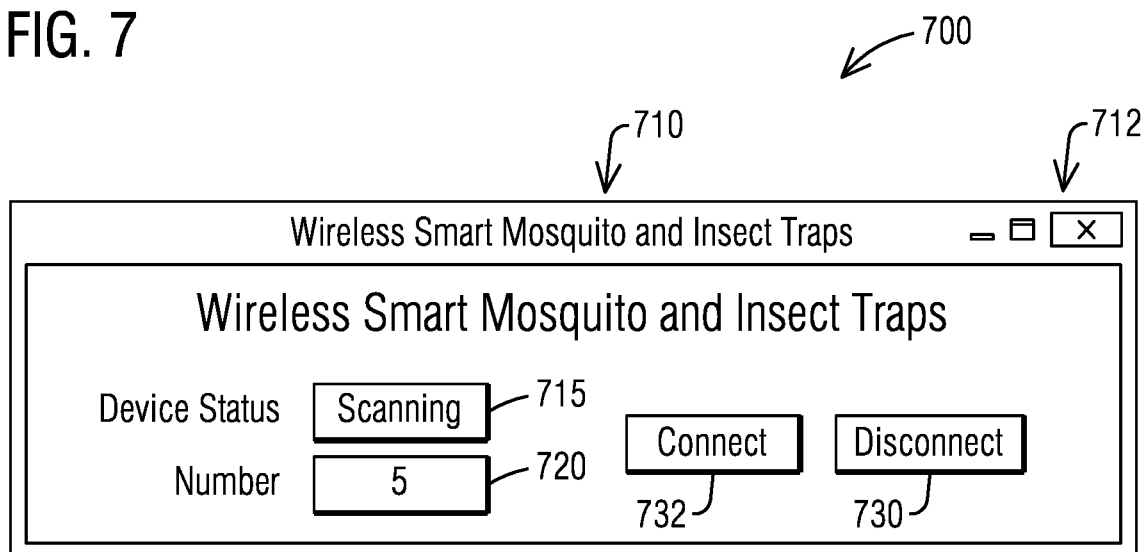 FIG. 7
700
710
712
Wireless Smart Mosquito and Insect Traps
Wireless Smart Mosquito and Insect Traps
Device Status Scanning 715
Connect Disconnect
Number 5 720
732 730